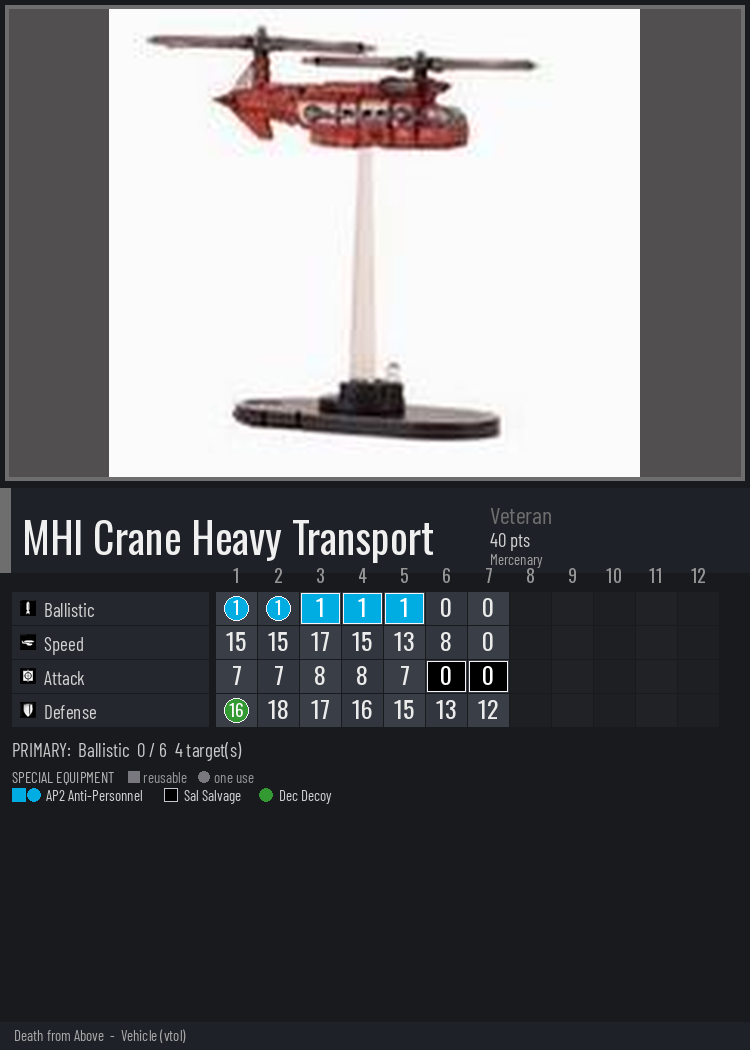 MHI Crane Heavy Transport
Veteran
40 pts
Mercenary
1 2 3 4 5 6 7 8 9 10 11 12
Ballistic 1 1 1 1 1 0 0
Speed 15 15 17 15 13 8 0
Attack 7 7 8 8 7 0 0
Defense 16 18 17 16 15 13 12
PRIMARY: Ballistic 0 / 6 4 target(s)
SPECIAL EQUIPMENT reusable one use
AP2 Anti-Personnel Sal Salvage Dec Decoy
Death from Above - Vehicle (vtol)